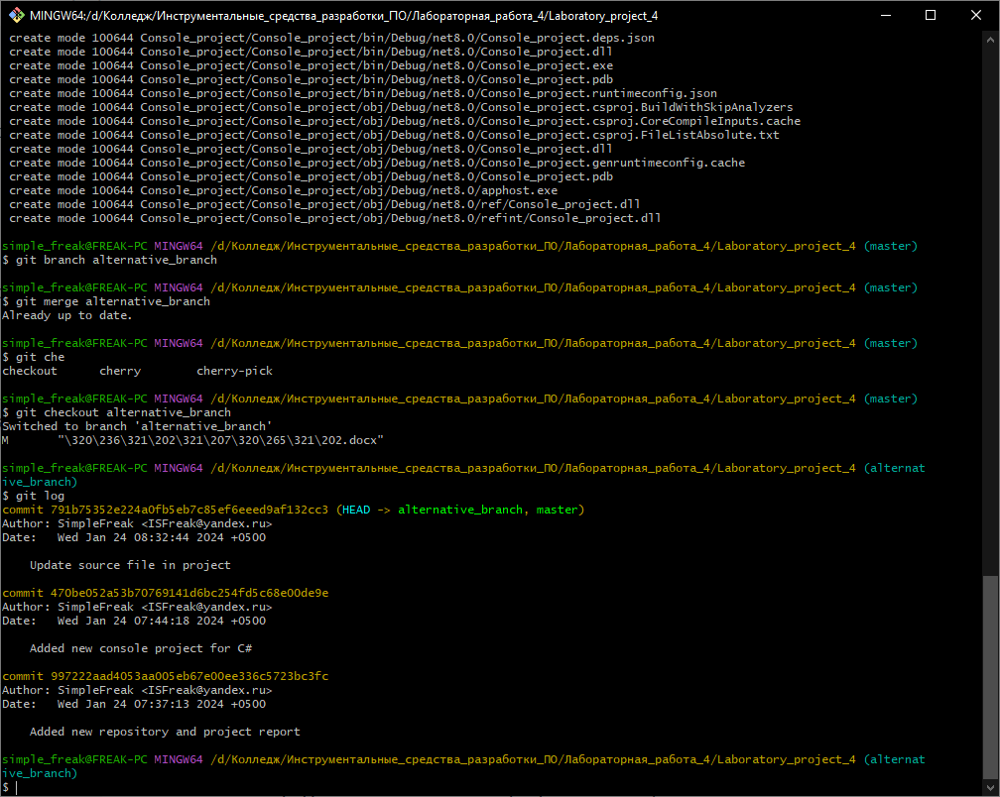 MINGW64:/d/Колледж/Инструментальные_средства_разработки_ПО/Лабораторная_работа_4/Laboratory_project_4
create mode 100644 Console_project/Console_project/bin/Debug/net8.0/Console_project.deps.json
create mode 100644 Console_project/Console_project/bin/Debug/net8.0/Console_project.dll
create mode 100644 Console_project/Console_project/bin/Debug/net8.0/Console_project.exe
create mode 100644 Console_project/Console_project/bin/Debug/net8.0/Console_project.pdb
create mode 100644 Console_project/Console_project/bin/Debug/net8.0/Console_project.runtimeconfig.json
create mode 100644 Console_project/Console_project/obj/Debug/net8.0/Console_project.csproj.BuildWithSkipAnalyzers
create mode 100644 Console_project/Console_project/obj/Debug/net8.0/Console_project.csproj.CoreCompileInputs.cache
create mode 100644 Console_project/Console_project/obj/Debug/net8.0/Console_project.csproj.FileListAbsolute.txt
create mode 100644 Console_project/Console_project/obj/Debug/net8.0/Console_project.dll
create mode 100644 Console_project/Console_project/obj/Debug/net8.0/Console_project.genruntimeconfig.cache
create mode 100644 Console_project/Console_project/obj/Debug/net8.0/Console_project.pdb
create mode 100644 Console_project/Console_project/obj/Debug/net8.0/apphost.exe
create mode 100644 Console_project/Console_project/obj/Debug/net8.0/ref/Console_project.dll
create mode 100644 Console_project/Console_project/obj/Debug/net8.0/refint/Console_project.dll
simple_freak@FREAK-PC MINGW64 /d/Колледж/Инструментальные_средства_разработки_ПО/Лабораторная_работа_4/Laboratory_project_4 (master)
$ git branch alternative_branch
simple_freak@FREAK-PC MINGW64 /d/Колледж/Инструментальные_средства_разработки_ПО/Лабораторная_работа_4/Laboratory_project_4 (master)
$ git merge alternative_branch
Already up to date.
simple_freak@FREAK-PC MINGW64 /d/Колледж/Инструментальные_средства_разработки_ПО/Лабораторная_работа_4/Laboratory_project_4 (master)
$ git che
checkout cherry cherry-pick
simple_freak@FREAK-PC MINGW64 /d/Колледж/Инструментальные_средства_разработки_ПО/Лабораторная_работа_4/Laboratory_project_4 (master)
$ git checkout alternative_branch
Switched to branch 'alternative_branch'
M "\320\236\321\202\321\207\320\265\321\202.docx"
simple_freak@FREAK-PC MINGW64 /d/Колледж/Инструментальные_средства_разработки_ПО/Лабораторная_работа_4/Laboratory_project_4 (alternat
ive_branch)
$ git log
commit 791b75352e224a0fb5eb7c85ef6eeed9af132cc3 (HEAD -> alternative_branch, master)
Author: SimpleFreak <ISFreak@yandex.ru>
Date: Wed Jan 24 08:32:44 2024 +0500
Update source file in project
commit 470be052a53b70769141d6bc254fd5c68e00de9e
Author: SimpleFreak <ISFreak@yandex.ru>
Date: Wed Jan 24 07:44:18 2024 +0500
Added new console project for C#
commit 997222aad4053aa005eb67e00ee336c5723bc3fc
Author: SimpleFreak <ISFreak@yandex.ru>
Date: Wed Jan 24 07:37:13 2024 +0500
Added new repository and project report
simple_freak@FREAK-PC MINGW64 /d/Колледж/Инструментальные_средства_разработки_ПО/Лабораторная_работа_4/Laboratory_project_4 (alternat
ive_branch)
$